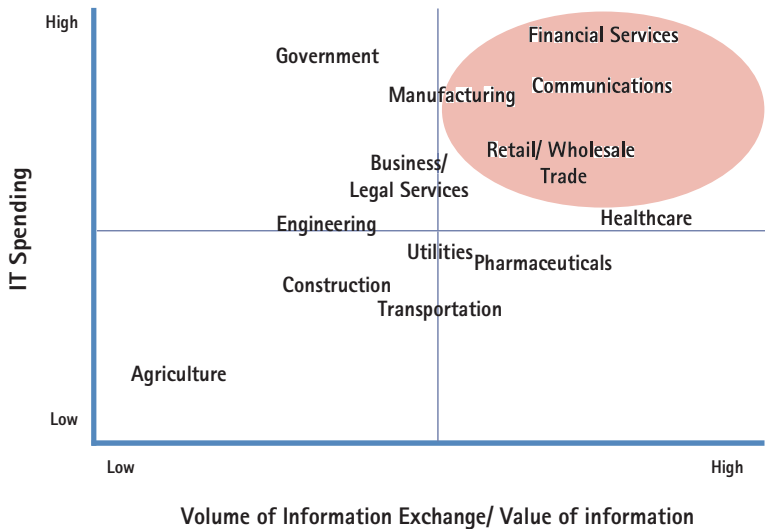 High
Financial Services
Government
Communications
Manufacturing
Retail/ Wholesale
Trade
Business/
Legal Services
Healthcare
Engineering
Utilities
Pharmaceuticals
Construction
Transportation
Agriculture
IT Spending
Low
Low
High
Volume of Information Exchange/ Value of information